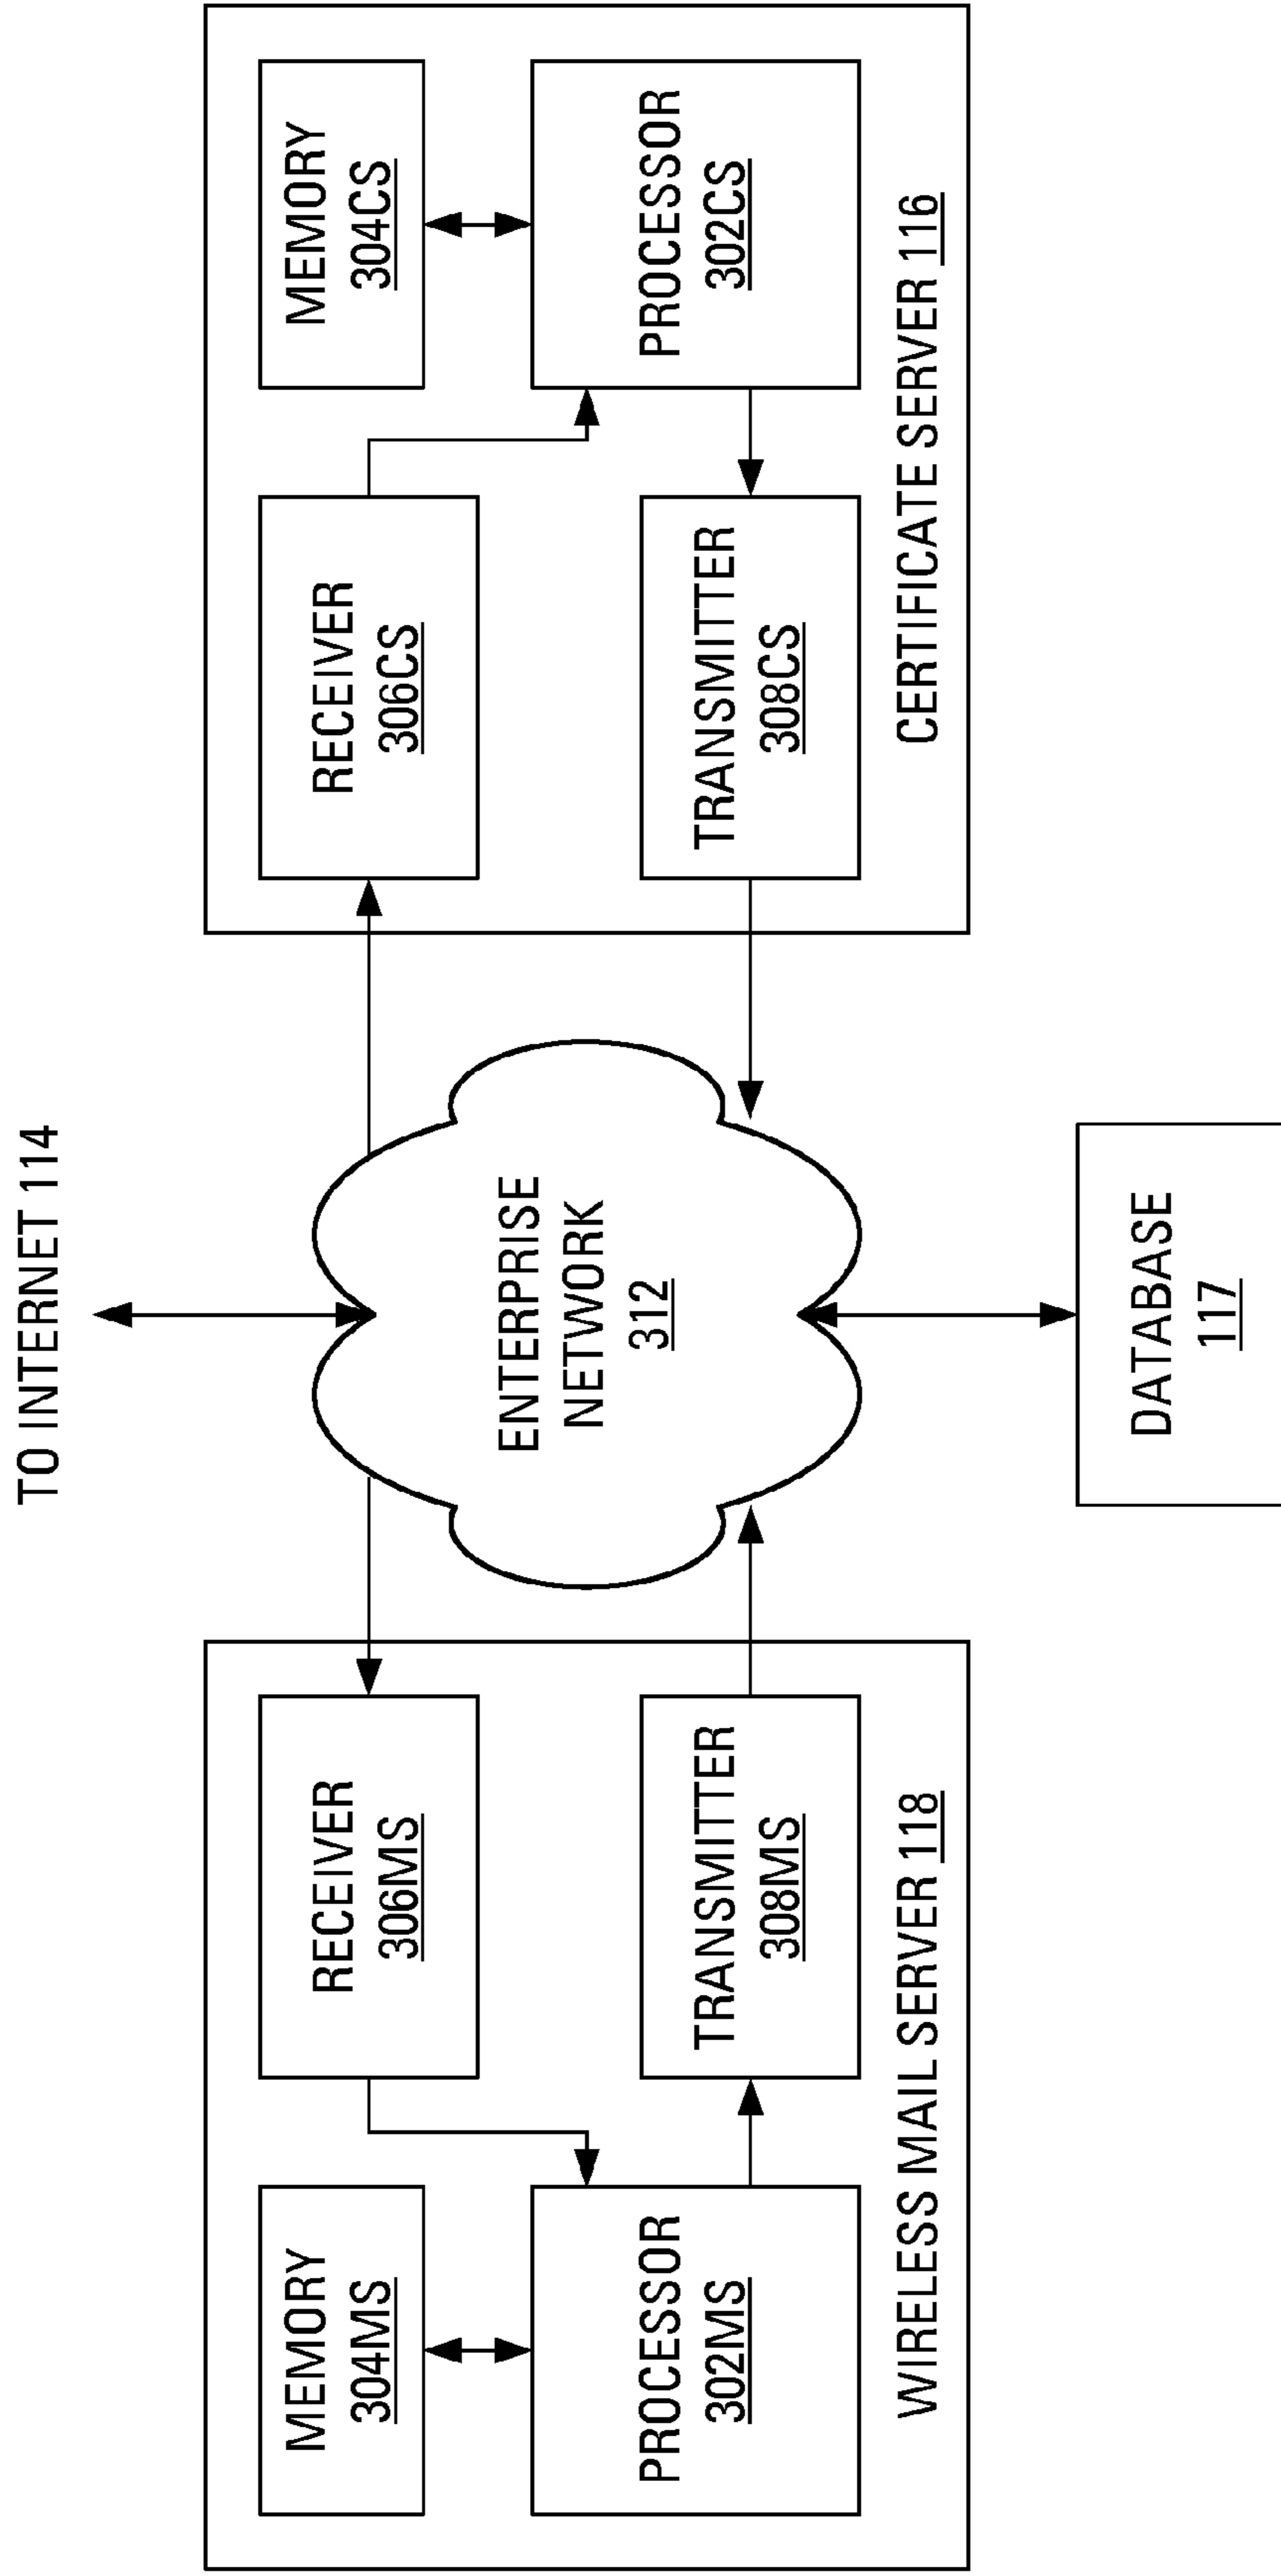 TO INTERNET 114
MEMORY
304MS
RECEIVER
306MS
PROCESSOR
302MS
TRANSMITTER
308MS
WIRELESS MAIL SERVER 118
ENTERPRISE
NETWORK
312
RECEIVER
306CS
MEMORY
304CS
TRANSMITTER
308CS
PROCESSOR
302CS
CERTIFICATE SERVER 116
DATABASE
117